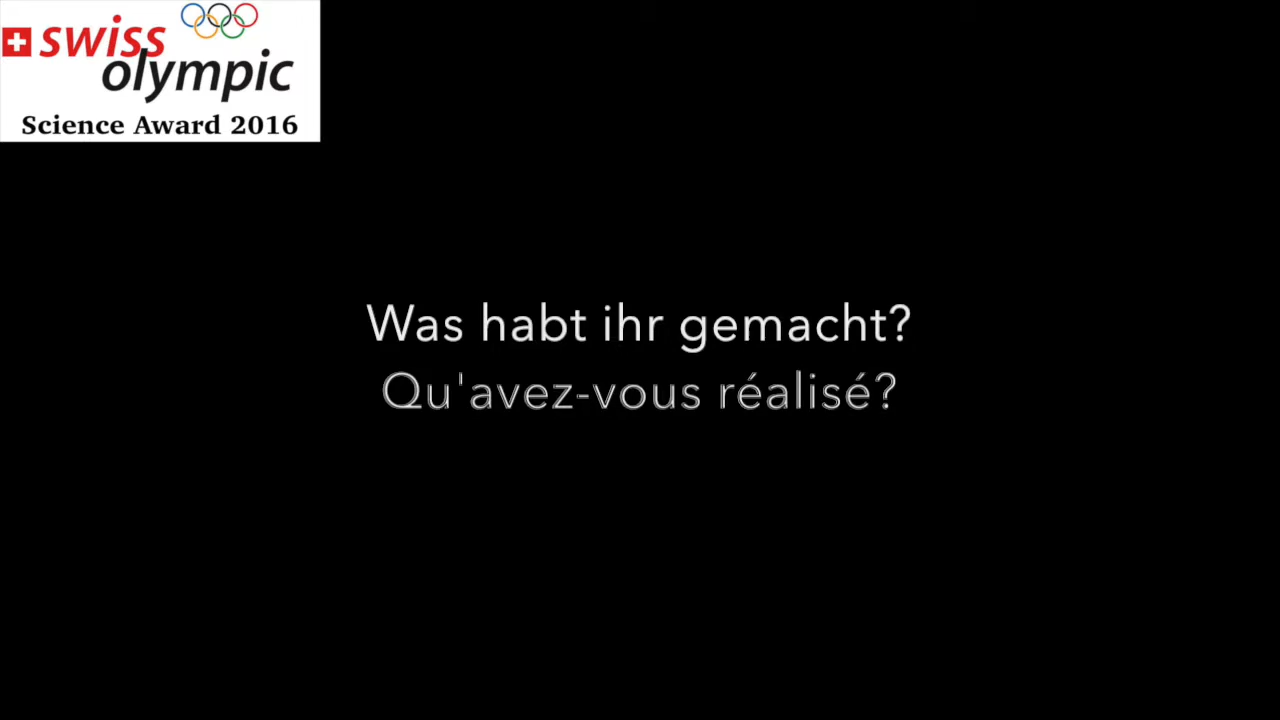 swiss
olympic
Science Award 2016
Was habt ihr gemacht?
Qu'avez-vous réalisé?